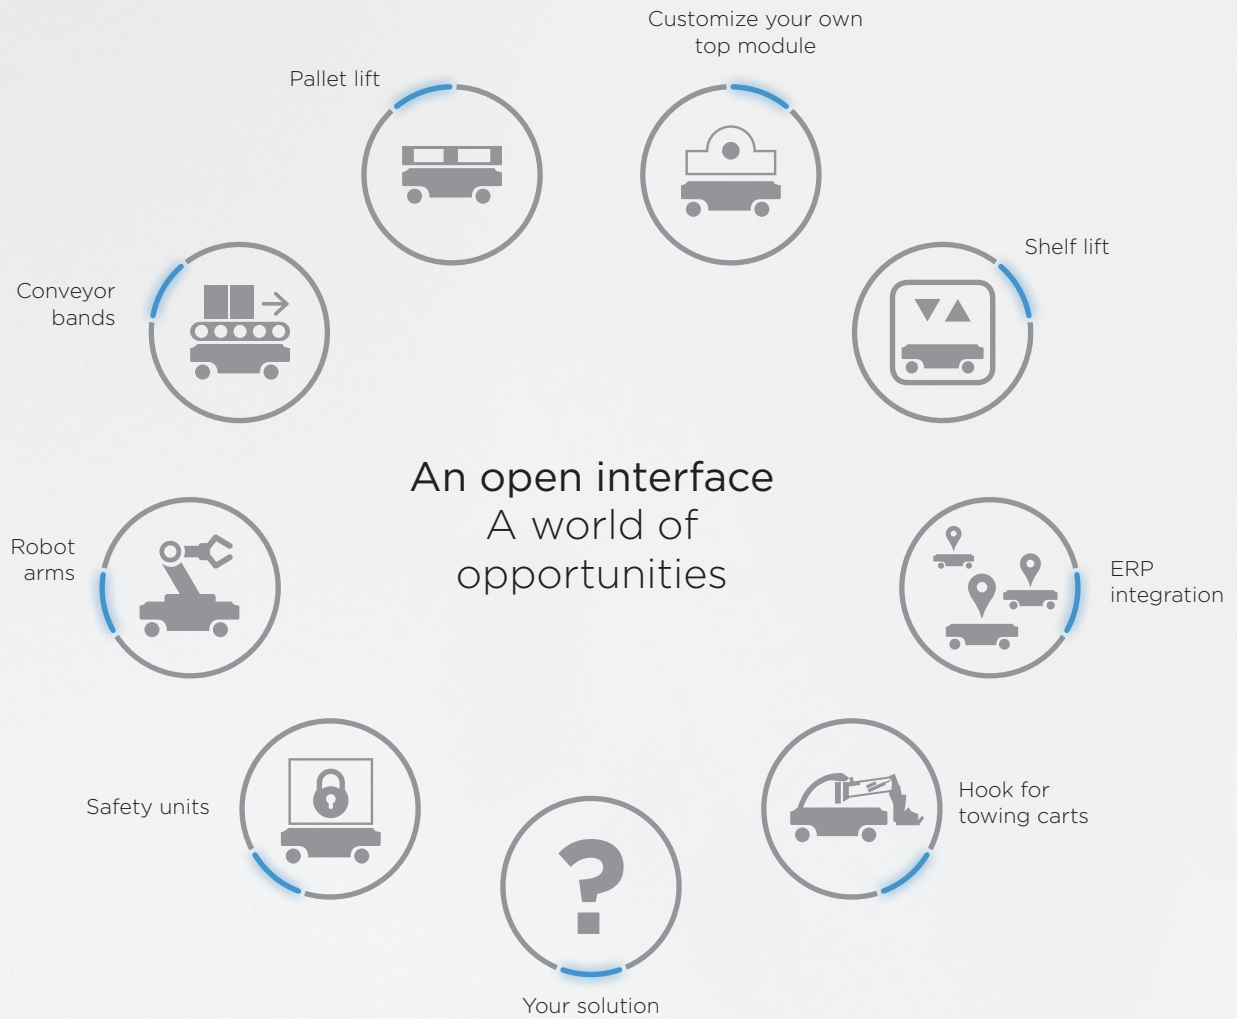 Customize your own
top module
Pallet lift
Shelf lift
Conveyor
bands
An open interface
A world of
opportunities
Robot
arms
ERP
integration
Safety units
Hook for
towing carts
Your solution